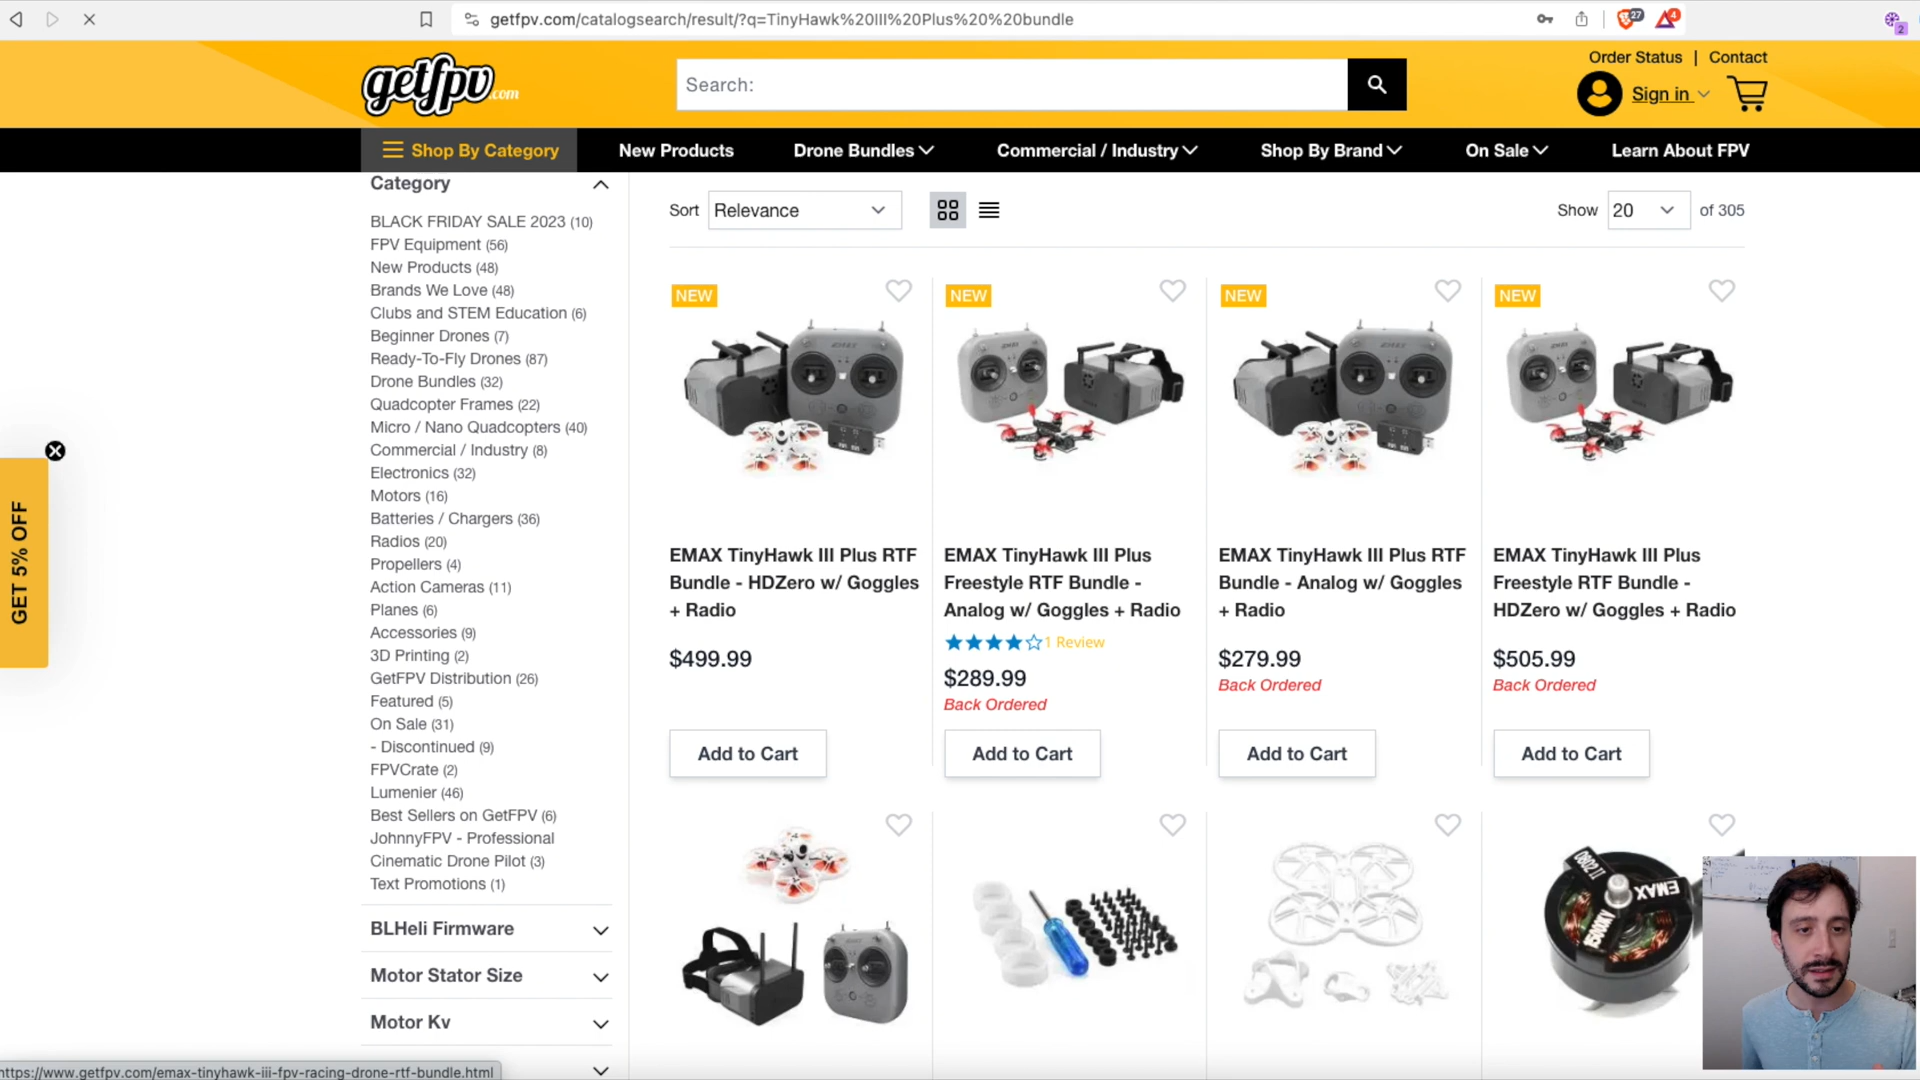 getfpv.com/catalogsearch/result/?q=TinyHawk%20III%20Plus%20%20bundle
27
4
2
getfpv.com
Search:
Order Status | Contact
Sign in
Shop By Category
New Products
Drone Bundles
Commercial / Industry
Shop By Brand
On Sale
Learn About FPV
Category
BLACK FRIDAY SALE 2023 (10)
FPV Equipment (56)
New Products (48)
Brands We Love (48)
Clubs and STEM Education (6)
Beginner Drones (7)
Ready-To-Fly Drones (87)
Drone Bundles (32)
Quadcopter Frames (22)
Micro / Nano Quadcopters (40)
Commercial / Industry (8)
Electronics (32)
Motors (16)
Batteries / Chargers (36)
Radios (20)
Propellers (4)
Action Cameras (11)
Planes (6)
Accessories (9)
3D Printing (2)
GetFPV Distribution (26)
Featured (5)
On Sale (31)
- Discontinued (9)
FPVCrate (2)
Lumenier (46)
Best Sellers on GetFPV (6)
JohnnyFPV - Professional
Cinematic Drone Pilot (3)
Text Promotions (1)
BLHeli Firmware
Motor Stator Size
Motor Kv
GET 5% OFF
Sort Relevance
Show 20 of 305
NEW
EMAX TinyHawk III Plus RTF
Bundle - HDZero w/ Goggles
+ Radio
$499.99
Add to Cart
NEW
EMAX TinyHawk III Plus
Freestyle RTF Bundle -
Analog w/ Goggles + Radio
1 Review
$289.99
Back Ordered
Add to Cart
NEW
EMAX TinyHawk III Plus RTF
Bundle - Analog w/ Goggles
+ Radio
$279.99
Back Ordered
Add to Cart
NEW
EMAX TinyHawk III Plus
Freestyle RTF Bundle -
HDZero w/ Goggles + Radio
$505.99
Back Ordered
Add to Cart
0802 II
EMAX
15500KV
https://www.getfpv.com/emax-tinyhawk-iii-fpv-racing-drone-rtf-bundle.html